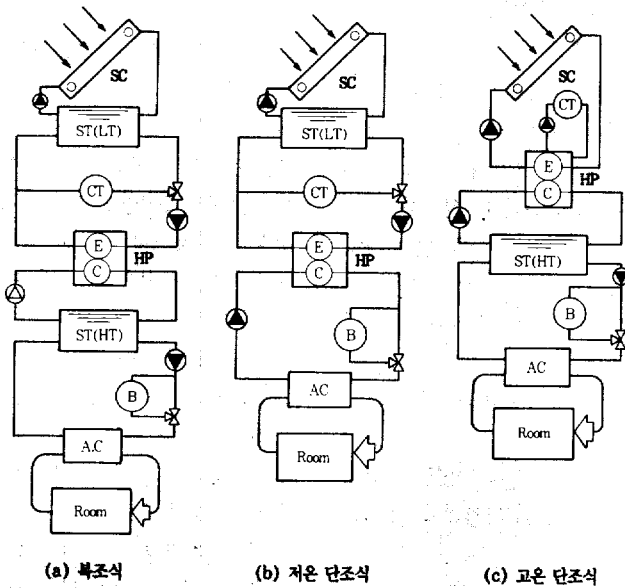 SC
ST(LT)
CT
E
C
HP
ST(HT)
B
A.C
Room
(a) 복조식
SC
ST(LT)
CT
E
C
HP
B
AC
Room
(b) 저온 단조식
SC
CT
E
C
HP
ST(HT)
B
AC
Room
(c) 고온 단조식